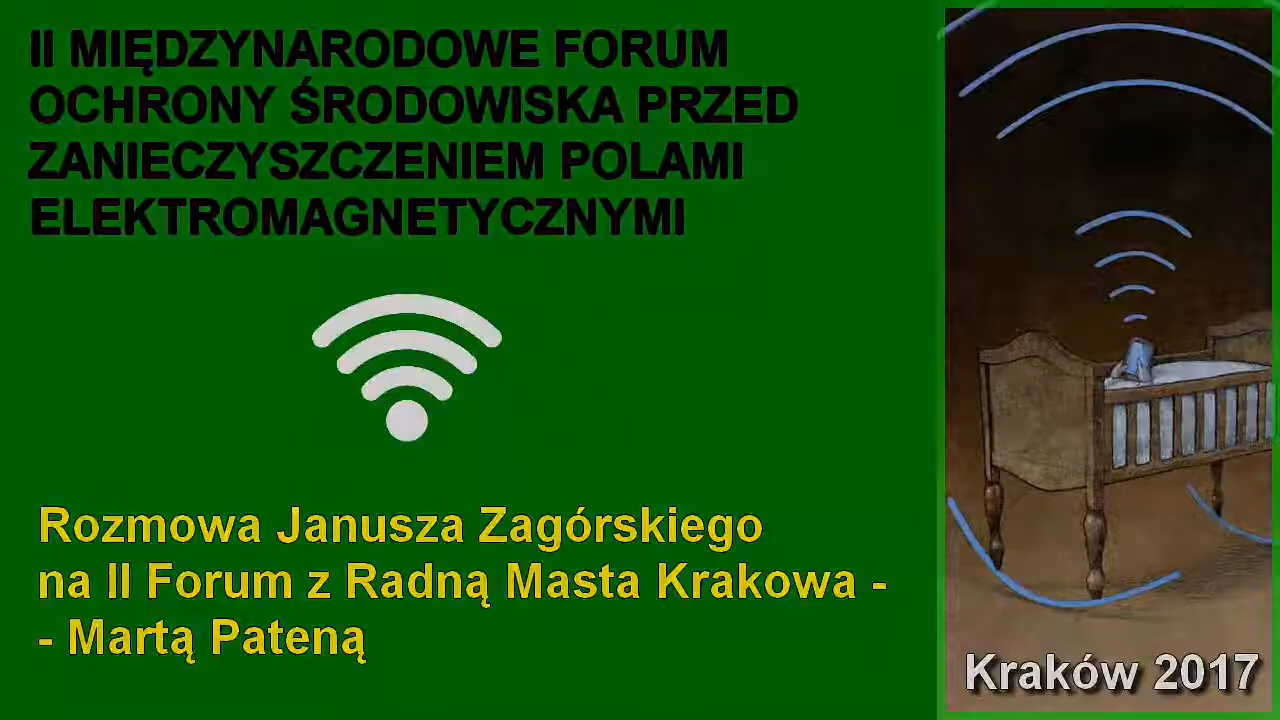 II MIĘDZYNARODOWE FORUM
OCHRONY ŚRODOWISKA PRZED
ZANIECZYSZCZENIEM POLAMI
ELEKTROMAGNETYCZNYMI
Rozmowa Janusza Zagórskiego
na II Forum z Radną Masta Krakowa -
- Martą Pateną
Kraków 2017